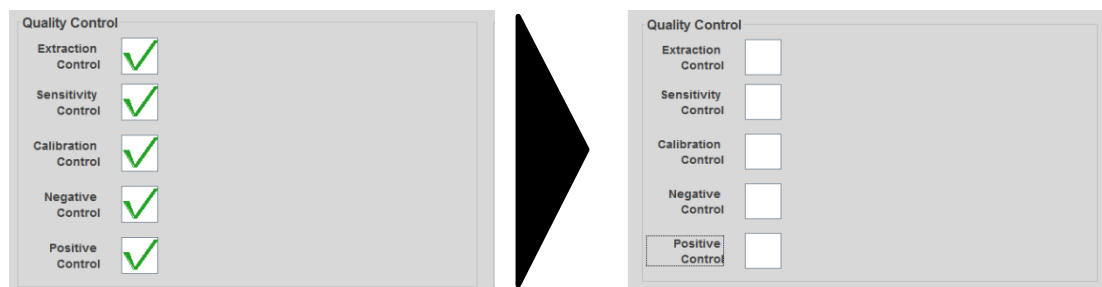 Quality Control
Extraction
Control
Sensitivity
Control
Calibration
Control
Negative
Control
Positive
Control
Quality Control
Extraction
Control
Sensitivity
Control
Calibration
Control
Negative
Control
Positive
Control